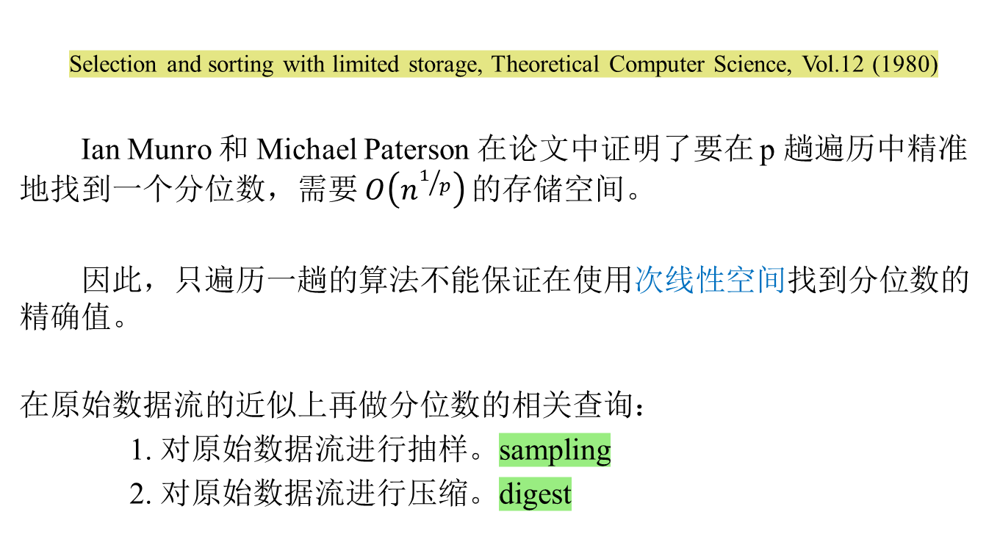 Selection and sorting with limited storage, Theoretical Computer Science, Vol.12 (1980)
Ian Munro 和 Michael Paterson 在论文中证明了要在 p 趟遍历中精准
地找到一个分位数，需要 O(n^{1/p}) 的存储空间。
因此，只遍历一趟的算法不能保证在使用次线性空间找到分位数的
精确值。
在原始数据流的近似上再做分位数的相关查询：
1. 对原始数据流进行抽样。sampling
2. 对原始数据流进行压缩。digest